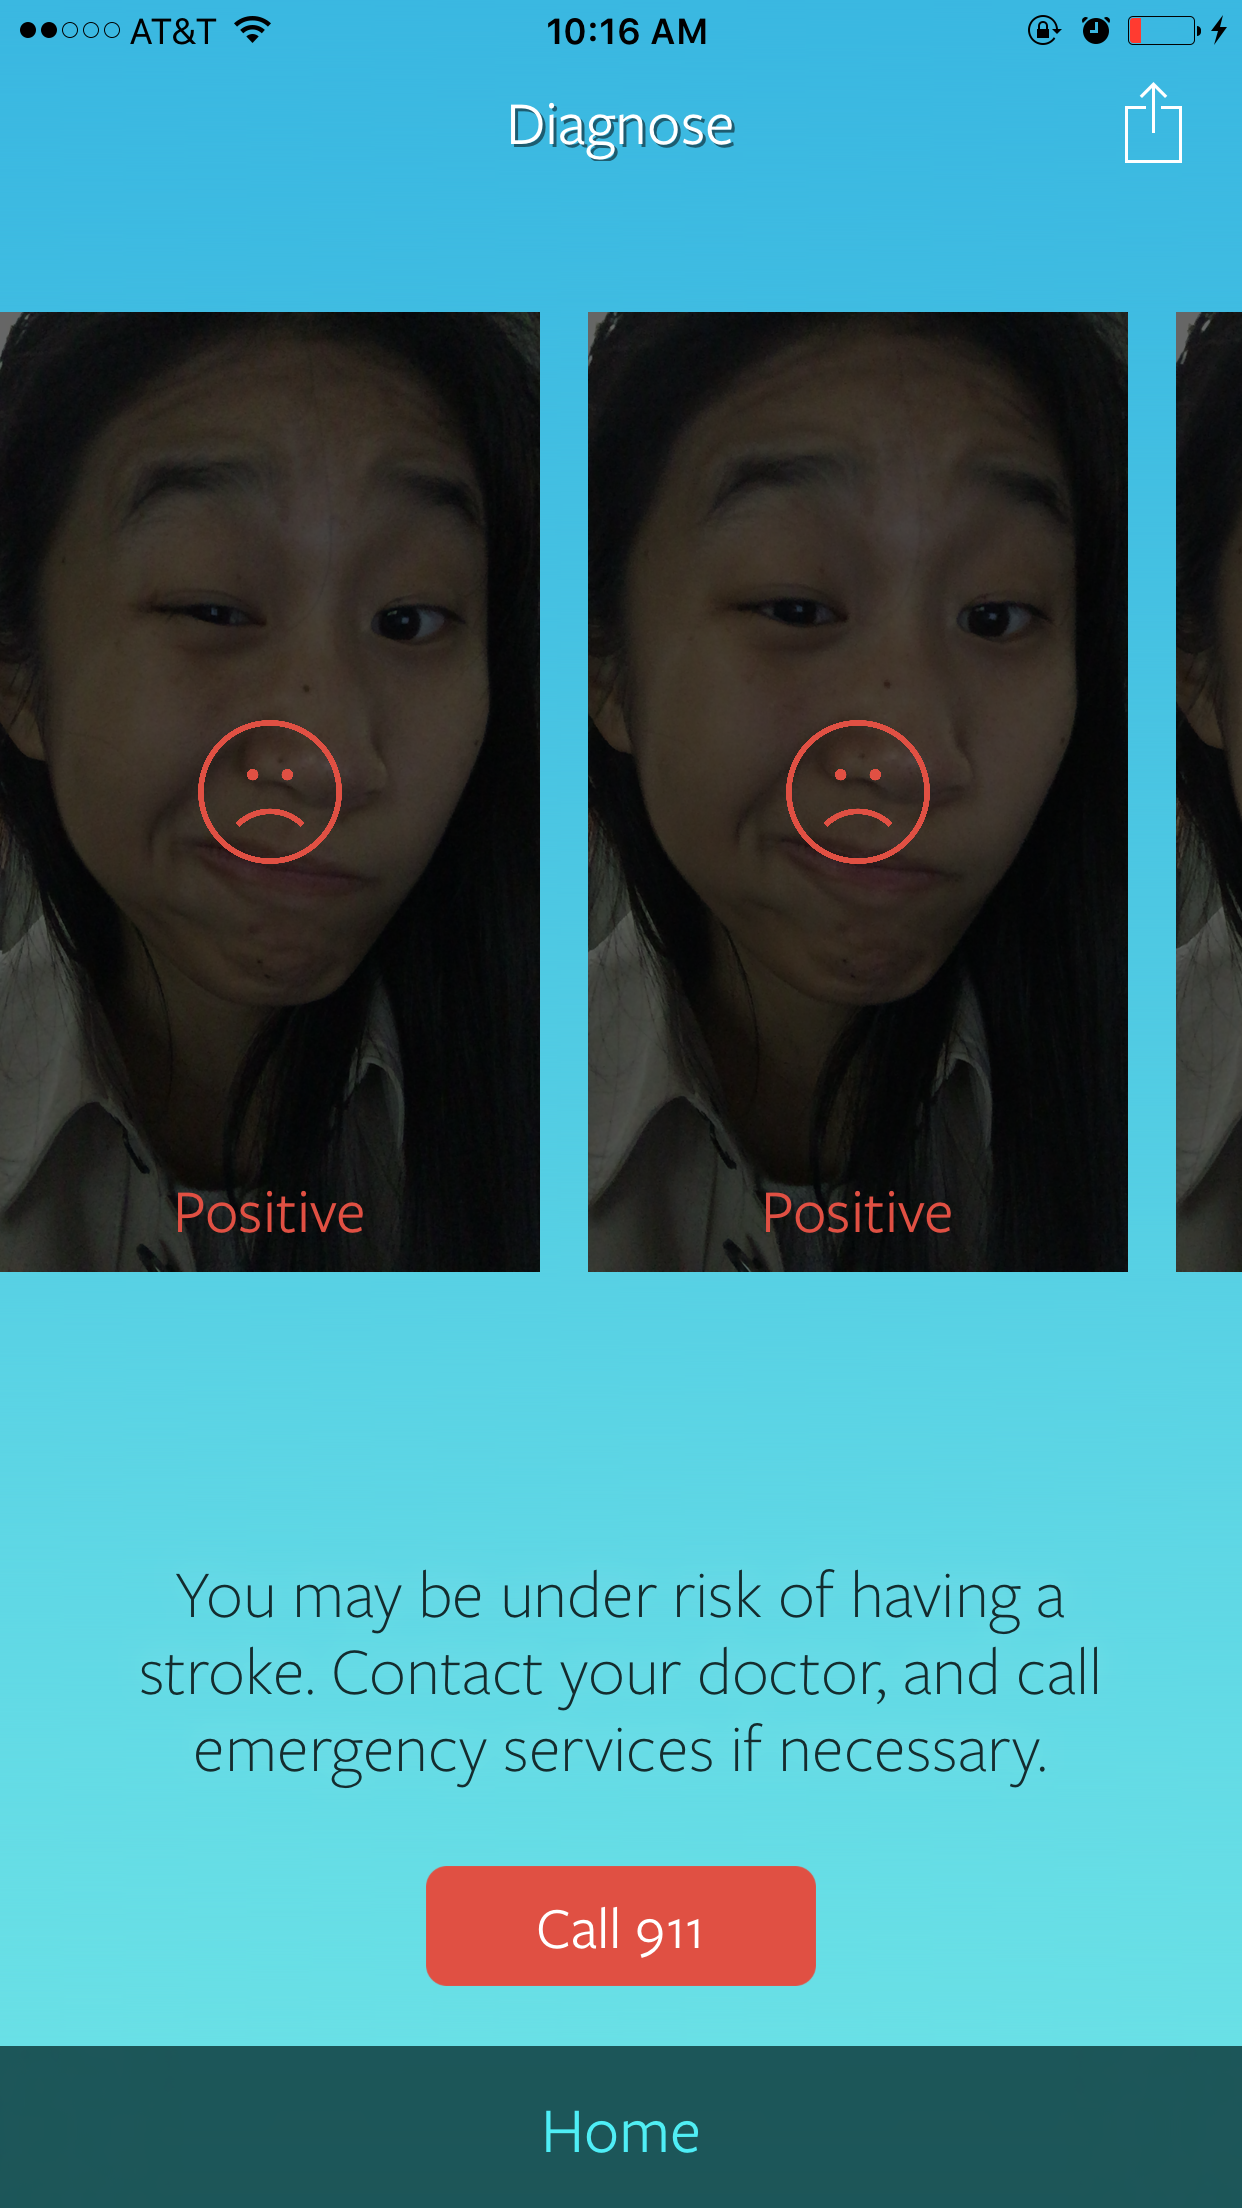 AT&T 10:16 AM
Diagnose
Positive Positive
You may be under risk of having a
stroke. Contact your doctor, and call
emergency services if necessary.
Call 911
Home